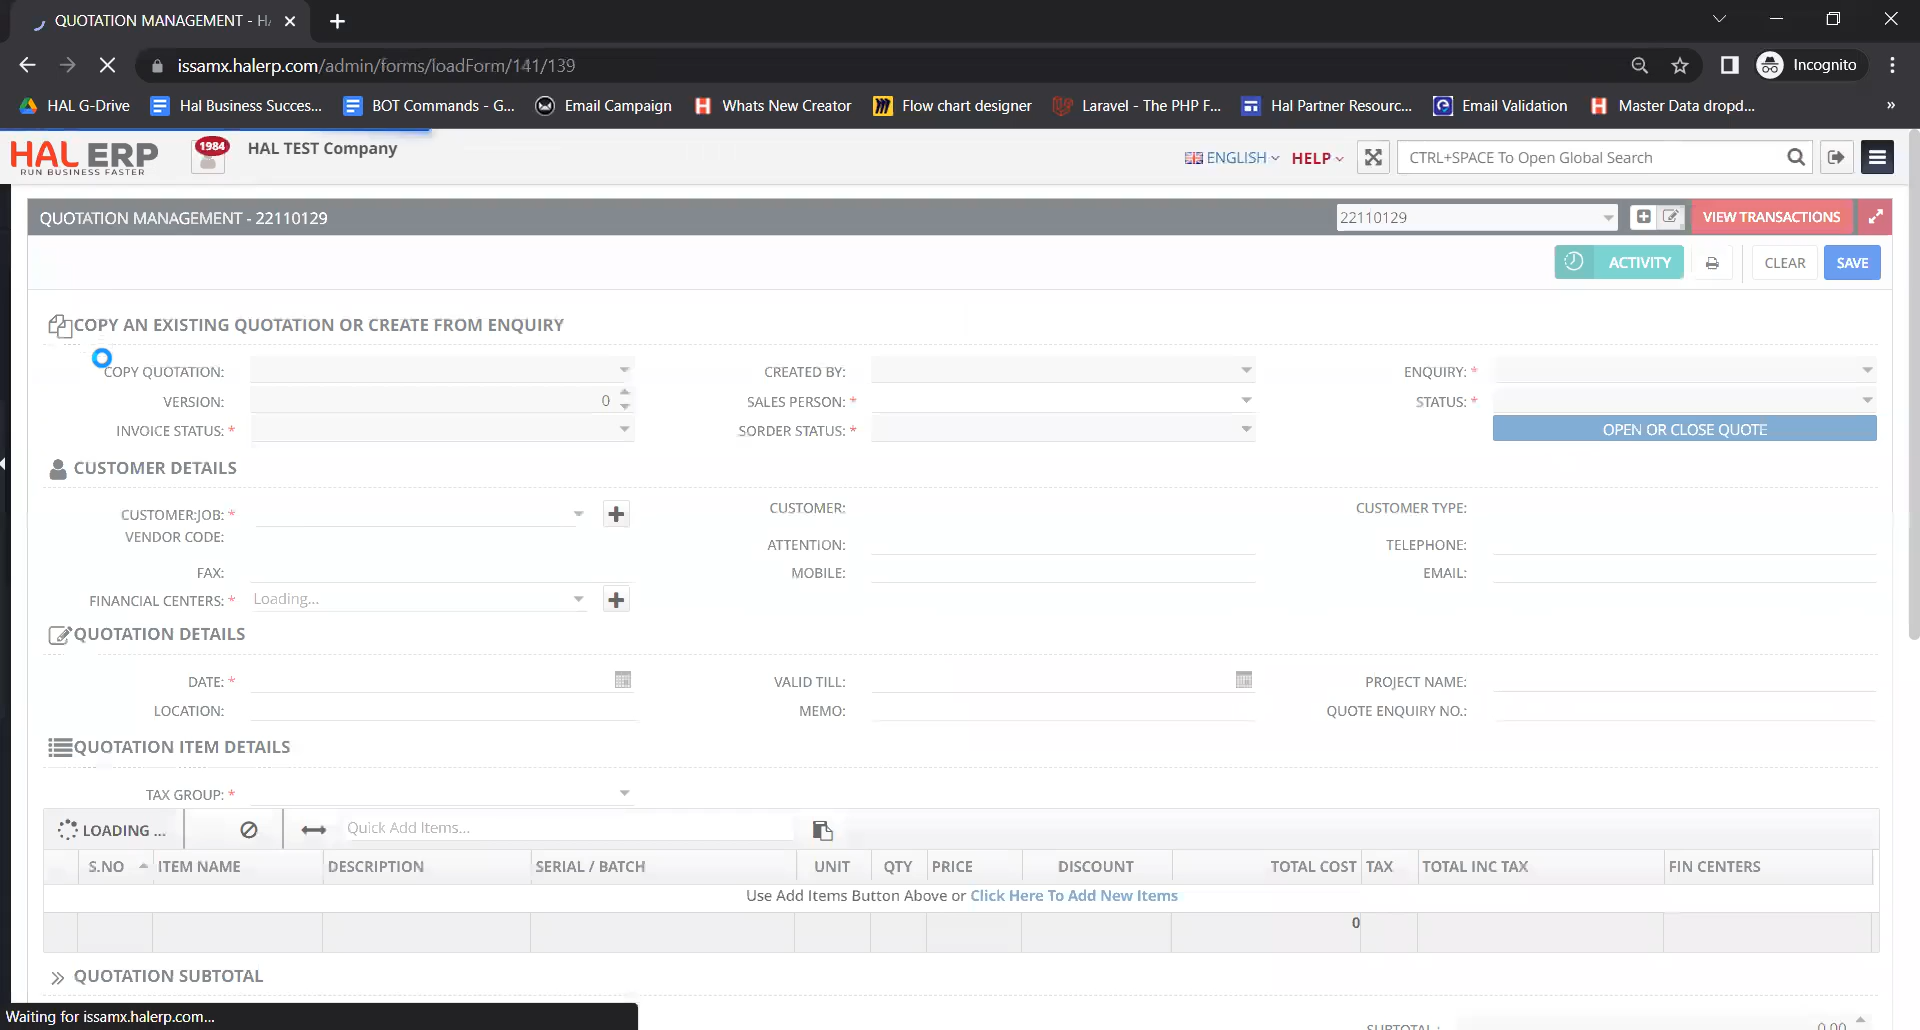 QUOTATION MANAGEMENT - HA
issamx.halerp.com/admin/forms/loadForm/141/139
Incognito
HAL G-Drive
Hal Business Succes...
BOT Commands - G...
Email Campaign
Whats New Creator
Flow chart designer
Laravel - The PHP F...
Hal Partner Resourc...
Email Validation
Master Data dropd...
»
HAL ERP
RUN BUSINESS FASTER
1984
HAL TEST Company
ENGLISH
HELP
CTRL+SPACE To Open Global Search
QUOTATION MANAGEMENT - 22110129
22110129
VIEW TRANSACTIONS
ACTIVITY
CLEAR
SAVE
COPY AN EXISTING QUOTATION OR CREATE FROM ENQUIRY
COPY QUOTATION:
CREATED BY:
ENQUIRY: *
VERSION:
0
SALES PERSON: *
STATUS: *
INVOICE STATUS: *
SORDER STATUS: *
OPEN OR CLOSE QUOTE
CUSTOMER DETAILS
CUSTOMER:JOB: *
CUSTOMER:
CUSTOMER TYPE:
VENDOR CODE:
ATTENTION:
TELEPHONE:
FAX:
MOBILE:
EMAIL:
FINANCIAL CENTERS: *
Loading...
QUOTATION DETAILS
DATE: *
VALID TILL:
PROJECT NAME:
LOCATION:
MEMO:
QUOTE ENQUIRY NO.:
QUOTATION ITEM DETAILS
TAX GROUP: *
LOADING ...
Quick Add Items...
S.NO
ITEM NAME
DESCRIPTION
SERIAL / BATCH
UNIT
QTY
PRICE
DISCOUNT
TOTAL COST
TAX
TOTAL INC TAX
FIN CENTERS
Use Add Items Button Above or Click Here To Add New Items
0
QUOTATION SUBTOTAL
Waiting for issamx.halerp.com...
SUBTOTAL :
0.00